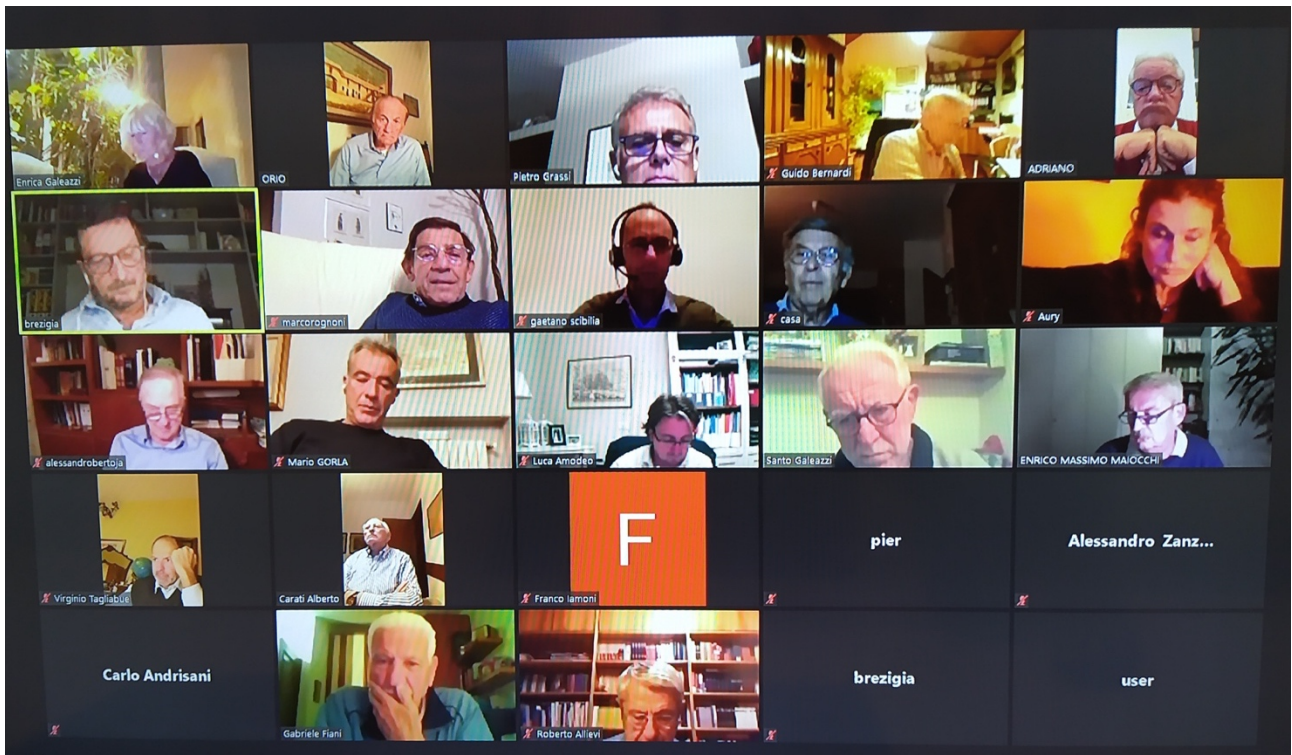 Enrica Galeazzi
ORIO
Pietro Grassi
Guido Bernardi
ADRIANO
brezigia
marcorognoni
gaetano scibilia
casa
Aury
alessandrobertoja
Mario GORLA
Luca Amodeo
Santo Galeazzi
ENRICO MASSIMO MAIOCCHI
Virginio Tagliabue
Carati Alberto
F
Franco Iamoni
pier
Alessandro Zanz...
Carlo Andrisani
Gabriele Fiani
Roberto Allievi
brezigia
user